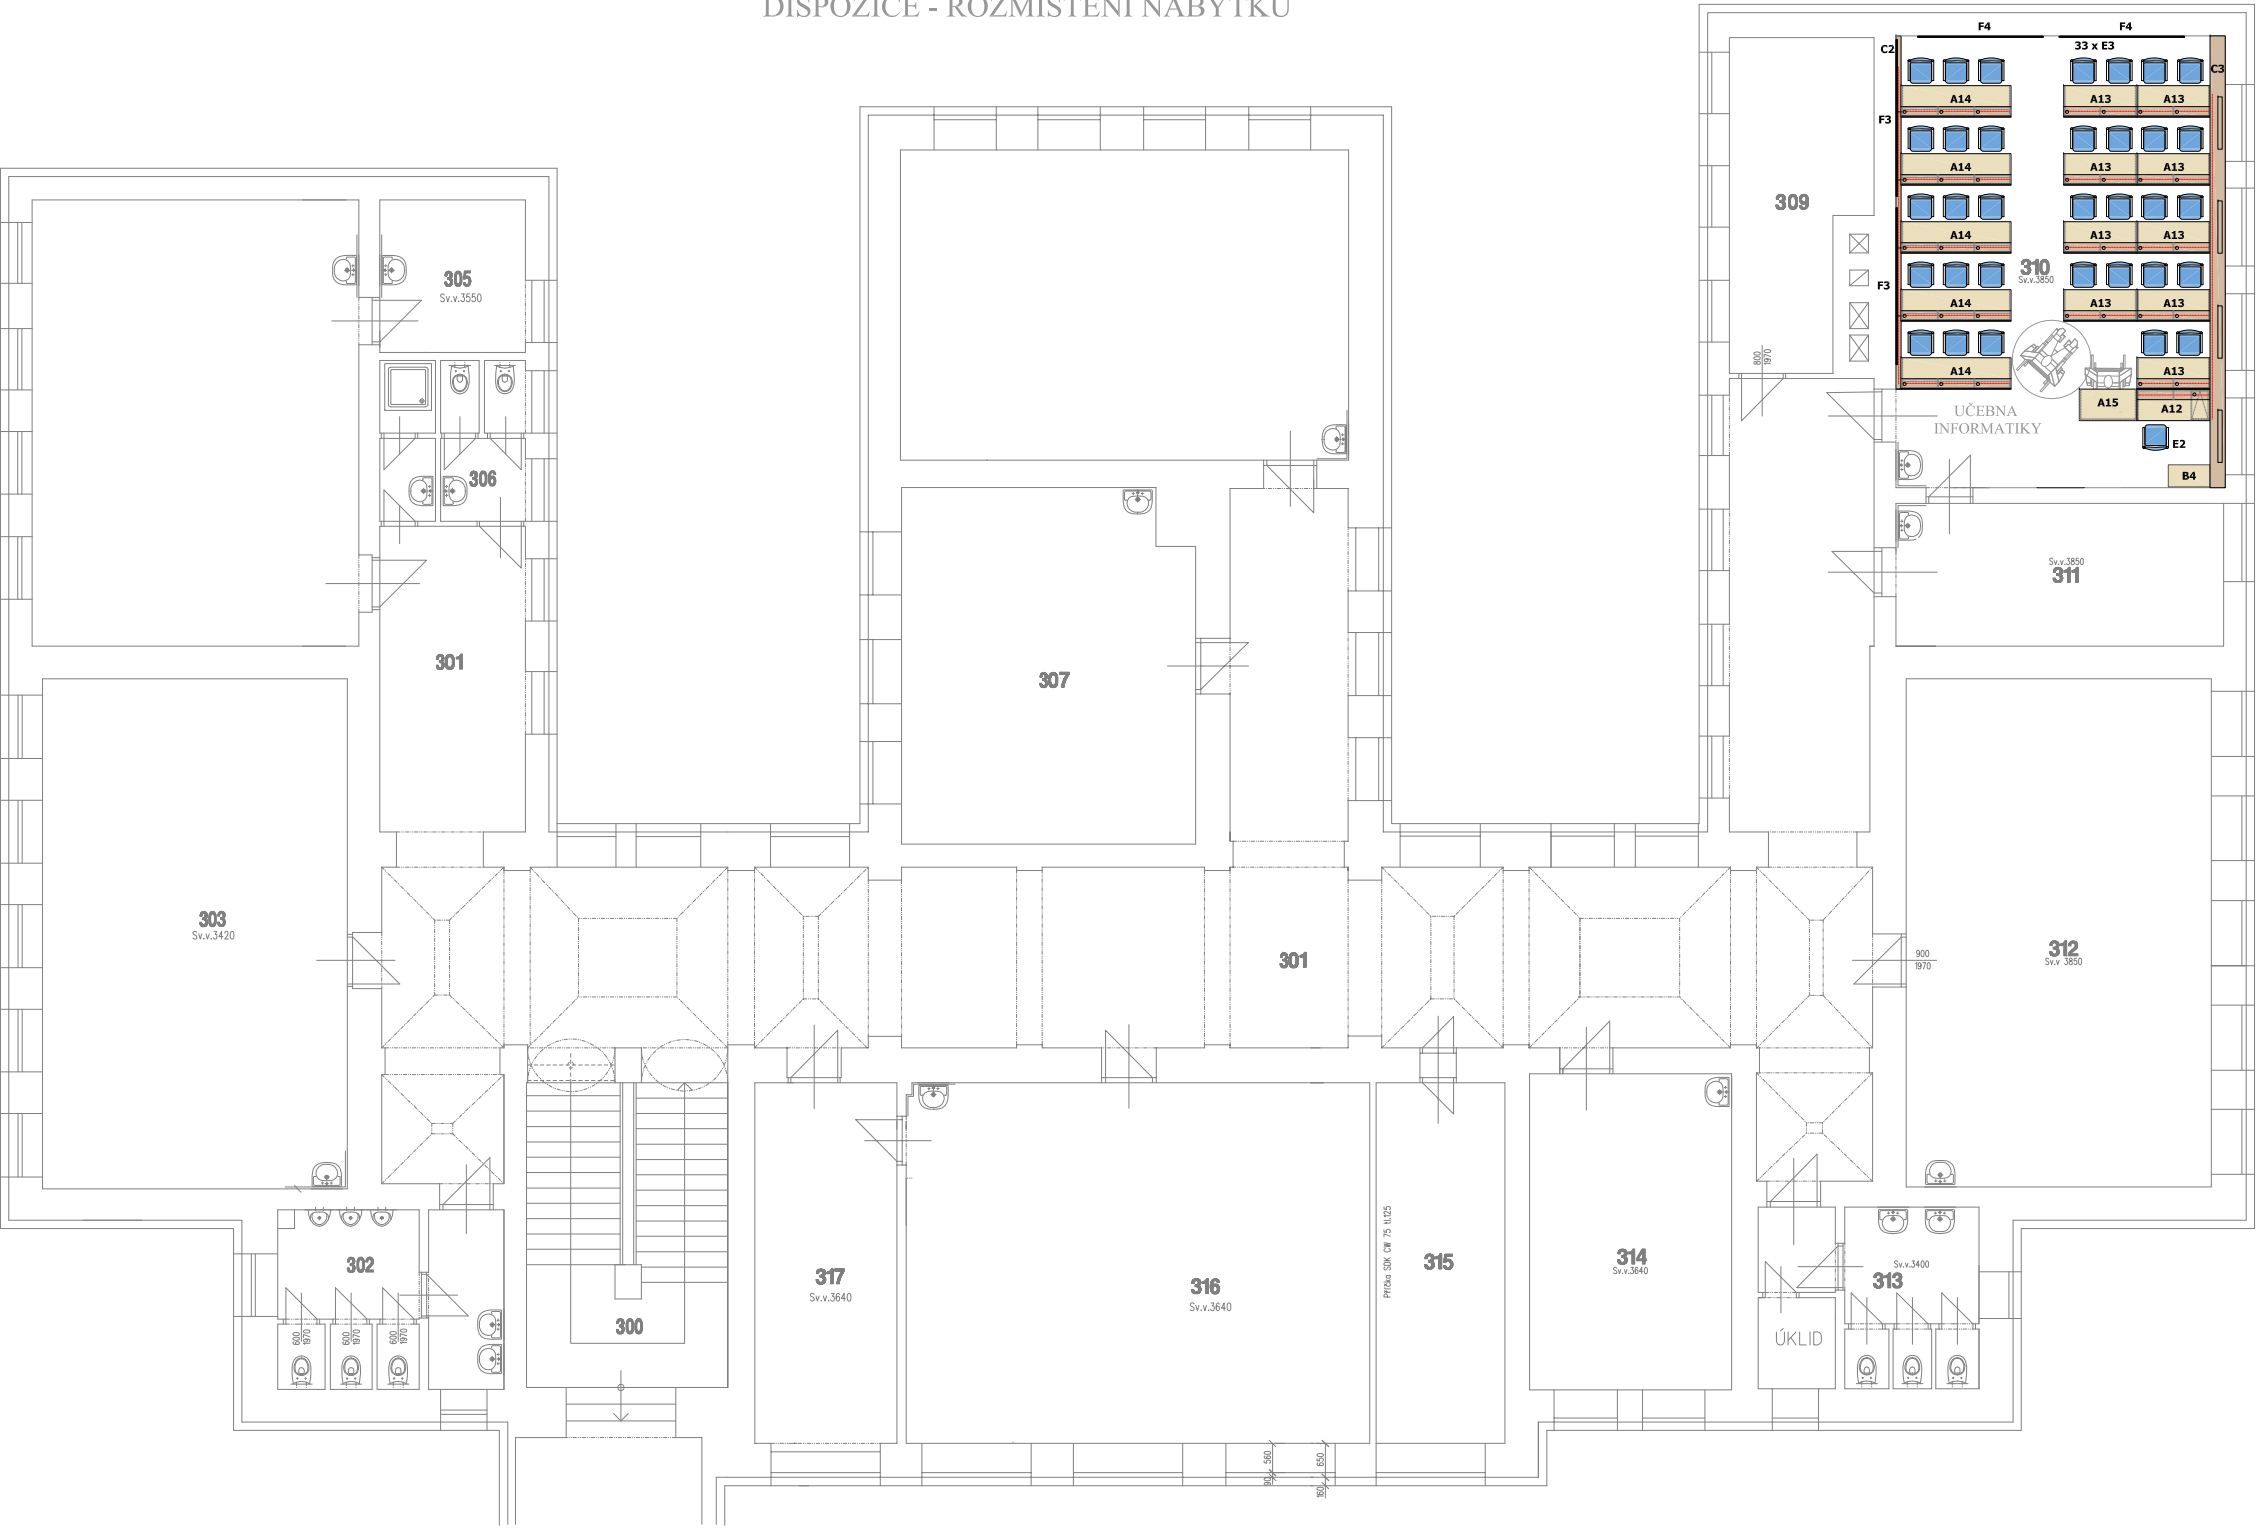 DISPOZICE - ROZMÍSTĚNÍ NÁBYTKU
F4
F4
C2
33 x E3
C3
A14
A13
A13
F3
A14
A13
A13
309
A14
A13
A13
310
Sv.v.3850
305
Sv.v.3550
F3
A14
A13
A13
800
1970
A14
A13
A15
A12
UČEBNA
INFORMATIKY
E2
B4
306
Sv.v.3850
311
301
307
303
Sv.v.3420
301
900
1970
312
Sv.v 3850
Příčka SDK CW 75 tl.125
302
317
Sv.v.3640
316
Sv.v.3640
315
314
Sv.v.3640
Sv.v.3400
313
300
600
1970
600
1970
600
1970
ÚKLID
560
90
650
160